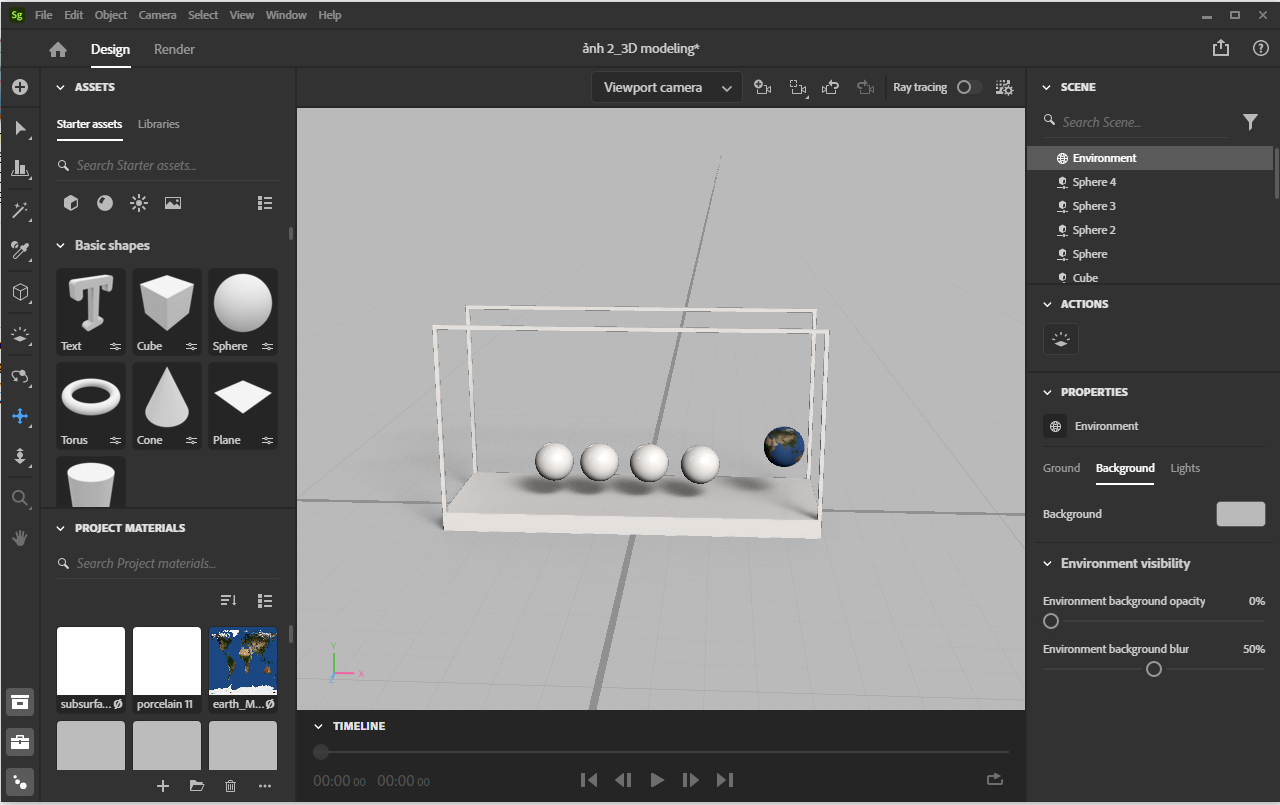 Sg File Edit Object Camera Select View Window Help
Design Render ảnh 2_3D modeling*
ASSETS
Starter assets Libraries
Search Starter assets...
Basic shapes
Text Cube Sphere
Torus Cone Plane
PROJECT MATERIALS
Search Project materials...
subsurfa... porcelain 11 earth_M...
Viewport camera Ray tracing
Y
X
Z
TIMELINE
00:00 00 00:00 00
SCENE
Search Scene...
Environment
Sphere 4
Sphere 3
Sphere 2
Sphere
Cube
ACTIONS
PROPERTIES
Environment
Ground Background Lights
Background
Environment visibility
Environment background opacity 0%
Environment background blur 50%